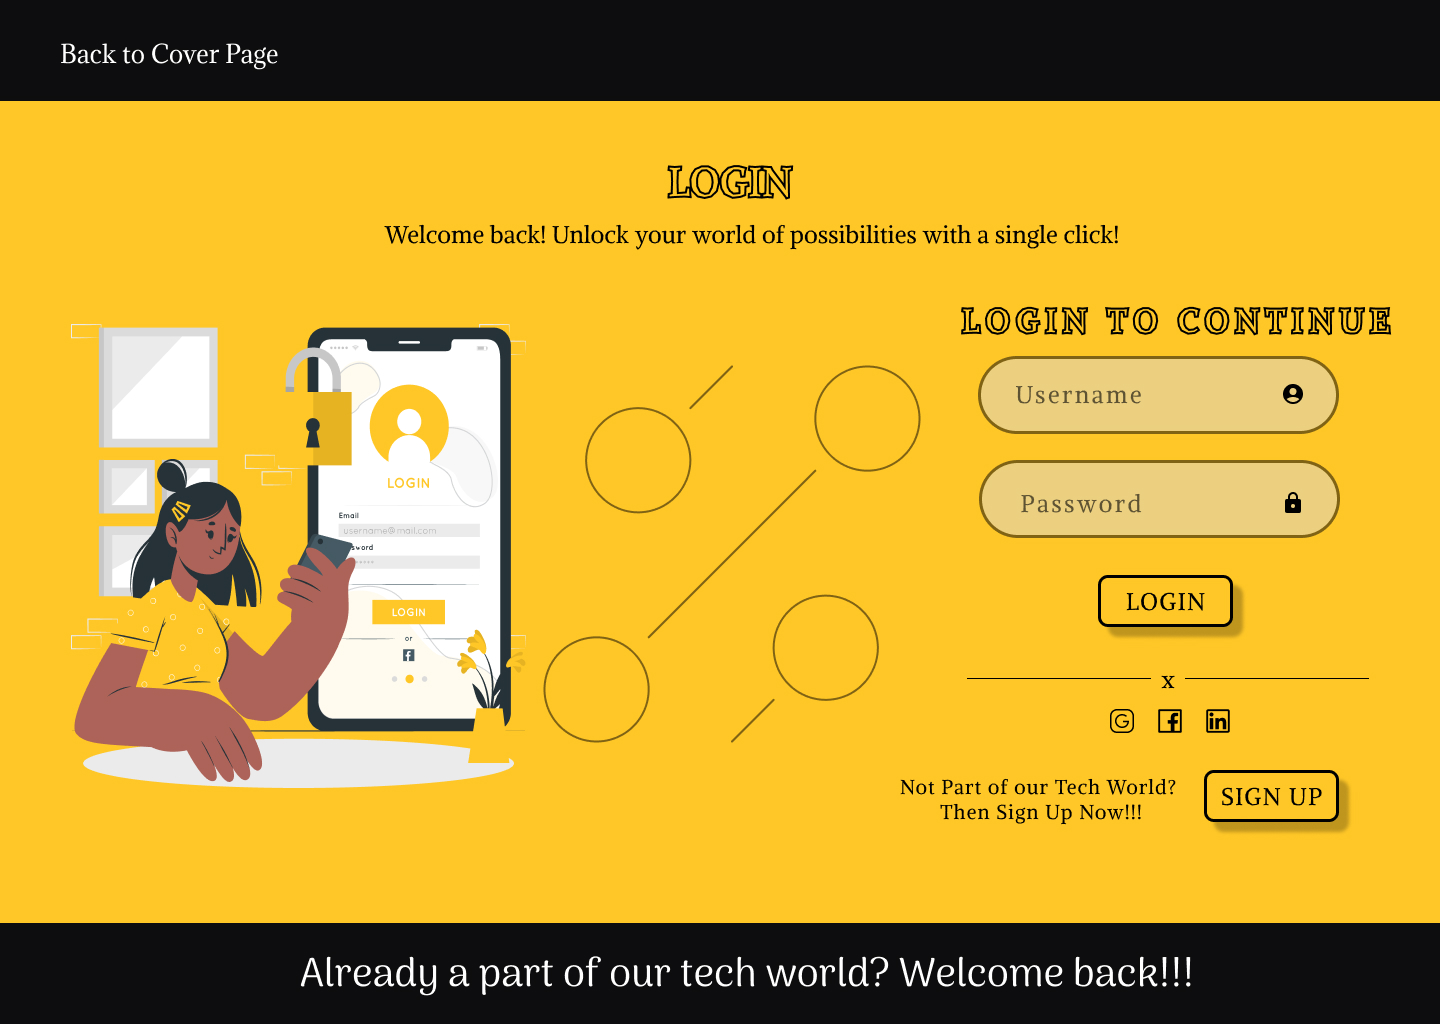 Back to Cover Page
LOGIN
Welcome back! Unlock your world of possibilities with a single click!
LOGIN
Email
username@mail.com
sword
LOGIN
or
LOGIN TO CONTINUE
Username
Password
LOGIN
x
Not Part of our Tech World?
Then Sign Up Now!!!
SIGN UP
Already a part of our tech world? Welcome back!!!